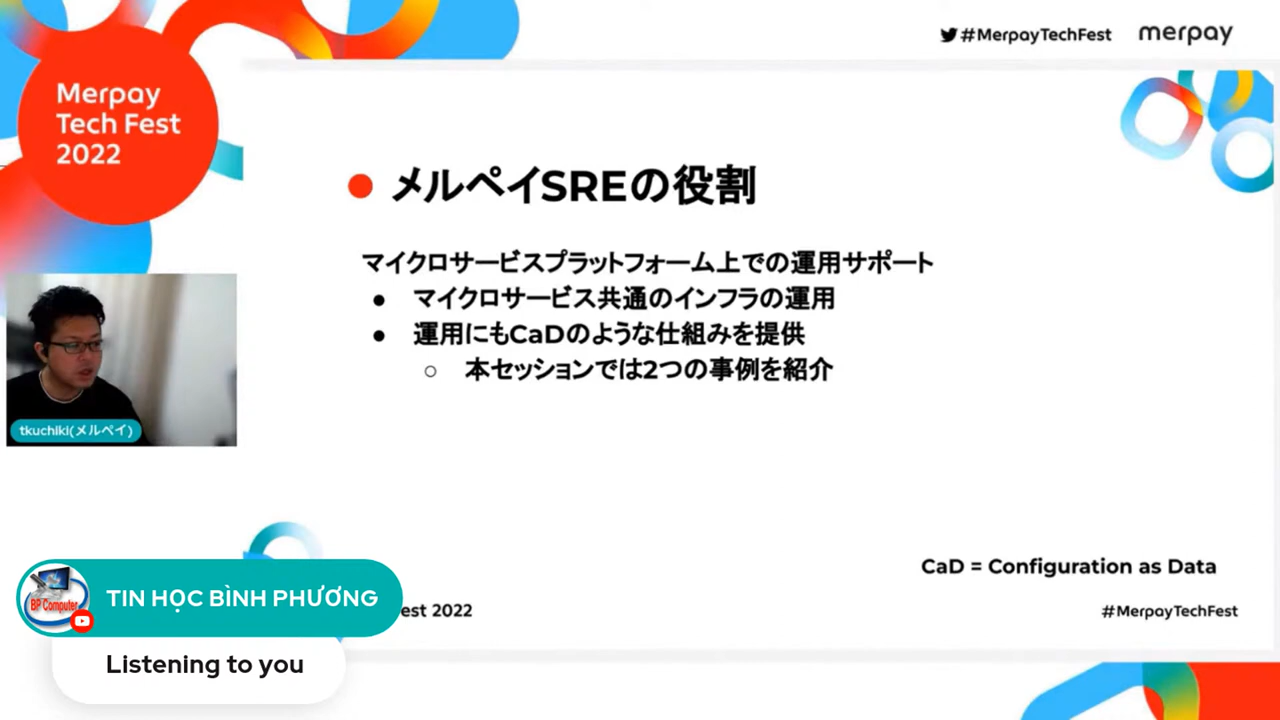 #MerpayTechFest
merpay
Merpay
Tech Fest
2022
メルペイSREの役割
マイクロサービスプラットフォーム上での運用サポート
● マイクロサービス共通のインフラの運用
● 運用にもCaDのような仕組みを提供
○ 本セッションでは2つの事例を紹介
tkuchiki(メルペイ)
CaD = Configuration as Data
BP Computer
TIN HỌC BÌNH PHƯƠNG
est 2022
#MerpayTechFest
Listening to you